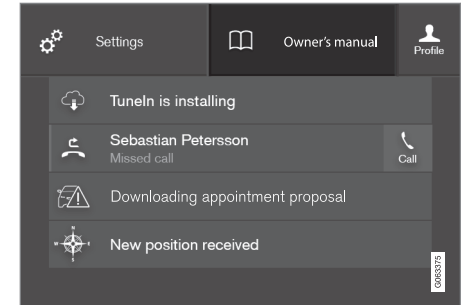 Settings
Owner's manual
Profile
TuneIn is installing
Sebastian Petersson
Missed call
Call
Downloading appointment proposal
New position received
G063375